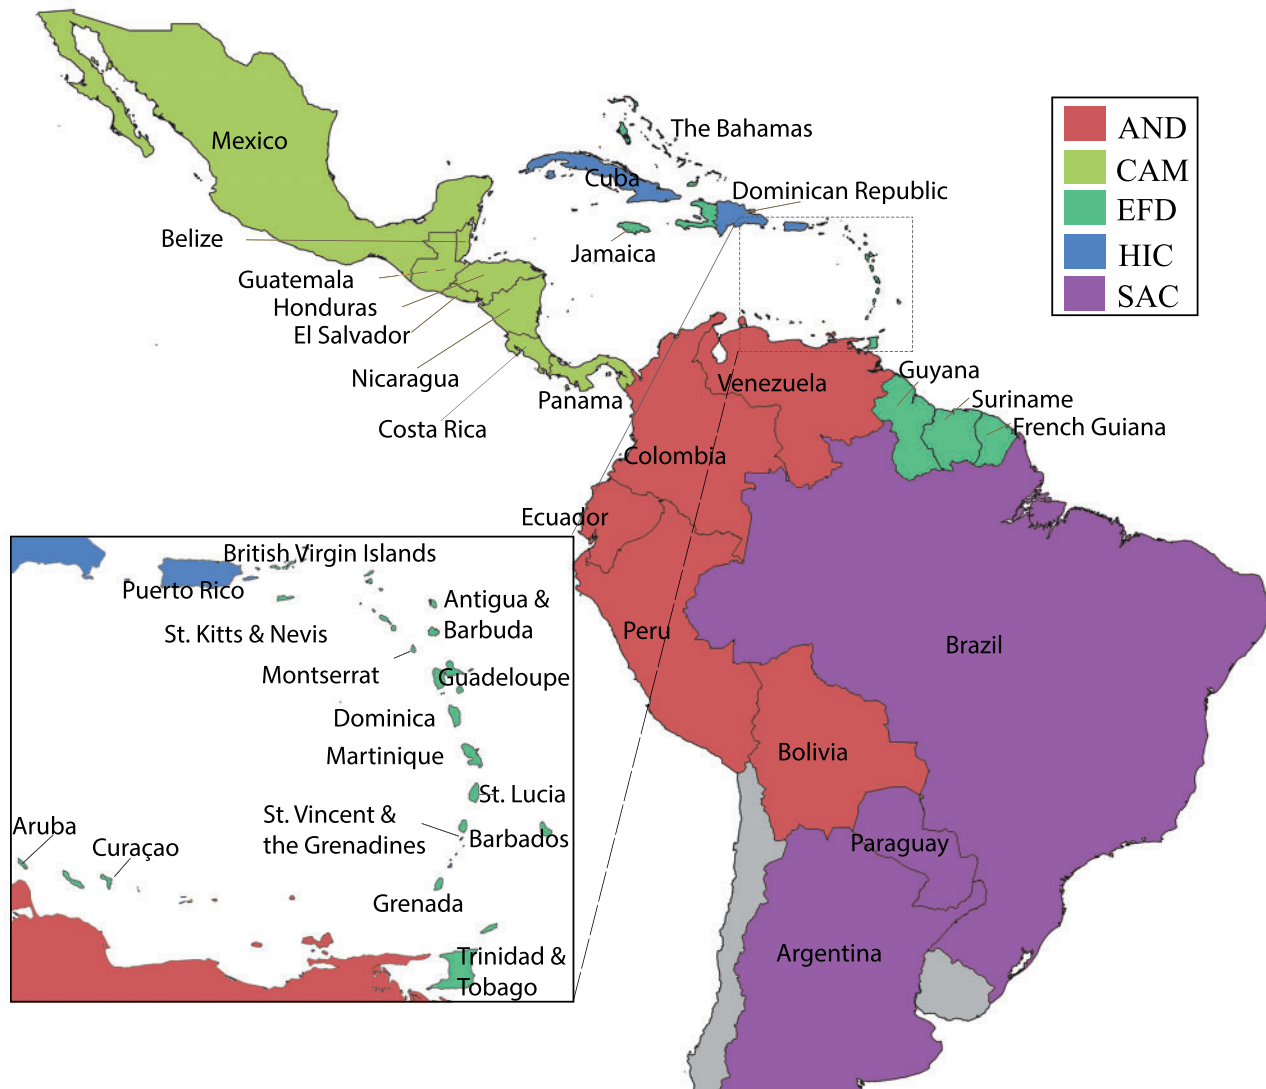 The Bahamas
Mexico
Cuba
Dominican Republic
Belize
Jamaica
Guatemala
Honduras
El Salvador
Nicaragua
Panama
Costa Rica
Venezuela
Guyana
Suriname
French Guiana
Colombia
Ecuador
Peru
Brazil
Bolivia
Paraguay
Argentina
AND
CAM
EFD
HIC
SAC
British Virgin Islands
Puerto Rico
Antigua &
Barbuda
St. Kitts & Nevis
Montserrat
Guadeloupe
Dominica
Martinique
St. Lucia
St. Vincent &
the Grenadines
Barbados
Aruba
Curaçao
Grenada
Trinidad &
Tobago